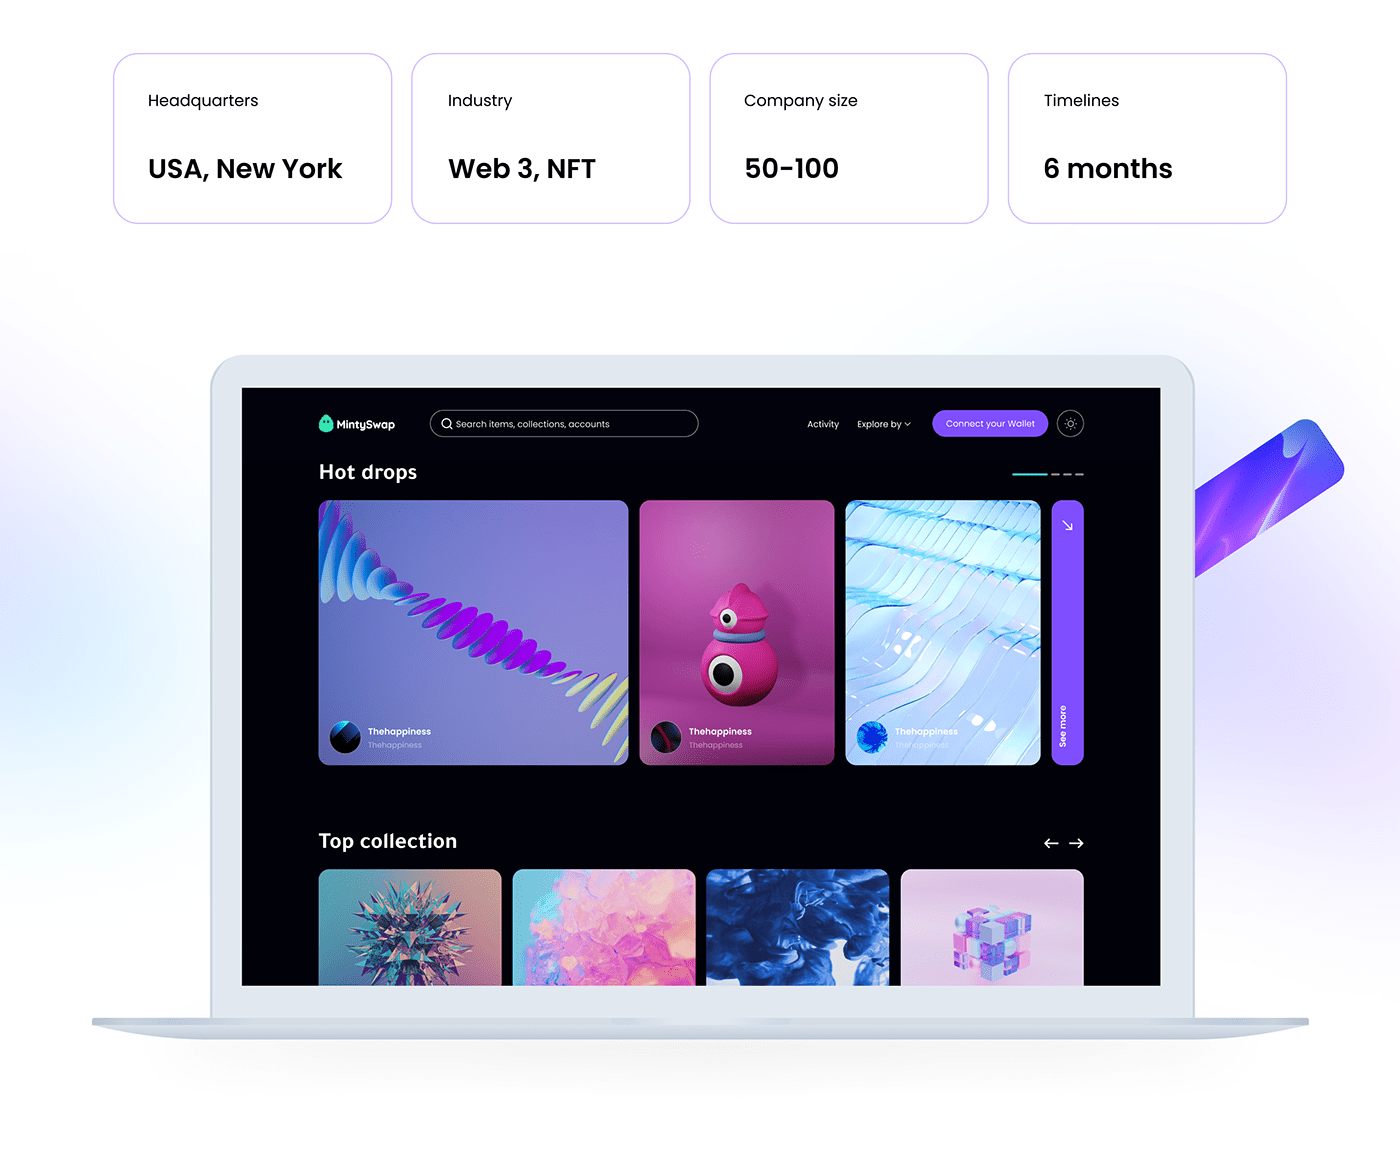 Headquarters
USA, New York
Industry
Web 3, NFT
Company size
50-100
Timelines
6 months
MintySwap
Search items, collections, accounts
Activity
Explore by
Connect your Wallet
Hot drops
Thehappiness
Thehappiness
Thehappiness
Thehappiness
Thehappiness
Thehappiness
See more
Top collection